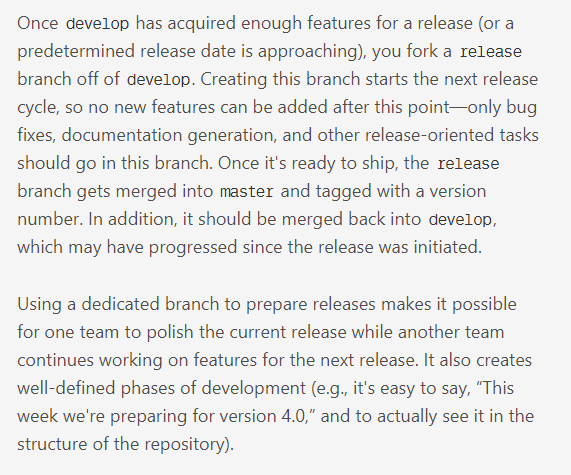 Once develop has acquired enough features for a release (or a
predetermined release date is approaching), you fork a release
branch off of develop. Creating this branch starts the next release
cycle, so no new features can be added after this point—only bug
fixes, documentation generation, and other release-oriented tasks
should go in this branch. Once it's ready to ship, the release
branch gets merged into master and tagged with a version
number. In addition, it should be merged back into develop,
which may have progressed since the release was initiated.
Using a dedicated branch to prepare releases makes it possible
for one team to polish the current release while another team
continues working on features for the next release. It also creates
well-defined phases of development (e.g., it's easy to say, “This
week we're preparing for version 4.0,” and to actually see it in the
structure of the repository).